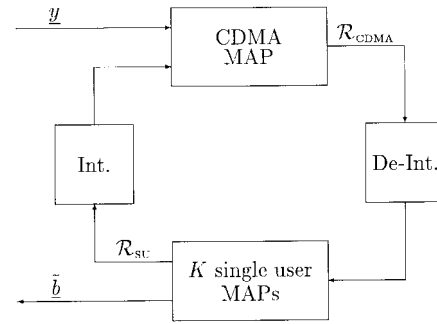 y
CDMA
MAP
R_CDMA
Int.
De-Int.
R_SU
K single user
MAPs
b̃